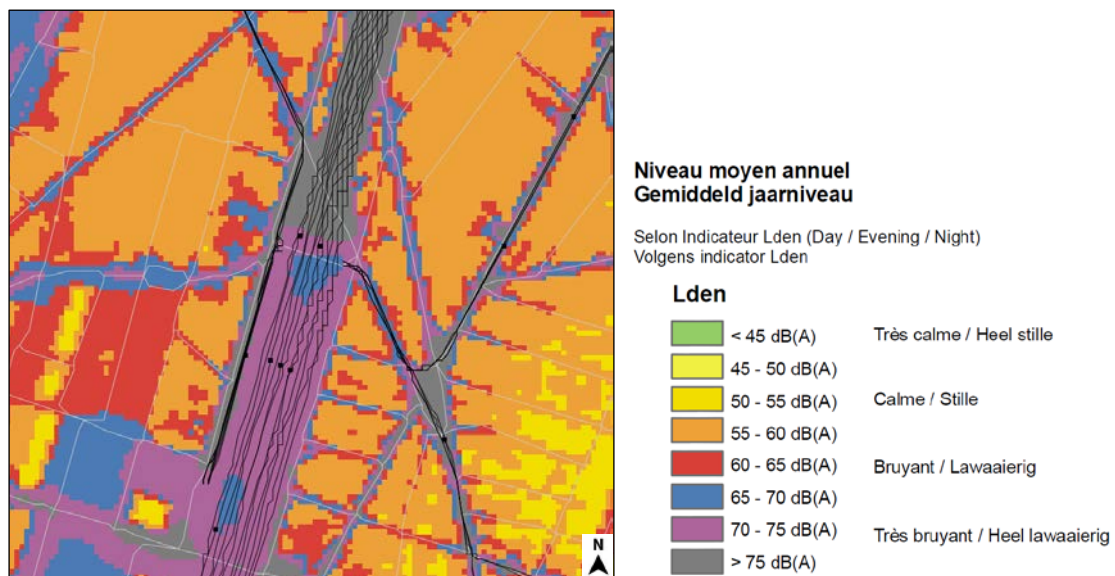 Niveau moyen annuel
Gemiddeld jaarniveau
Selon Indicateur Lden (Day / Evening / Night)
Volgens indicator Lden
Lden
< 45 dB(A) Très calme / Heel stille
45 - 50 dB(A)
50 - 55 dB(A) Calme / Stille
55 - 60 dB(A)
60 - 65 dB(A) Bruyant / Lawaaierig
65 - 70 dB(A)
70 - 75 dB(A) Très bruyant / Heel lawaaierig
> 75 dB(A)
N